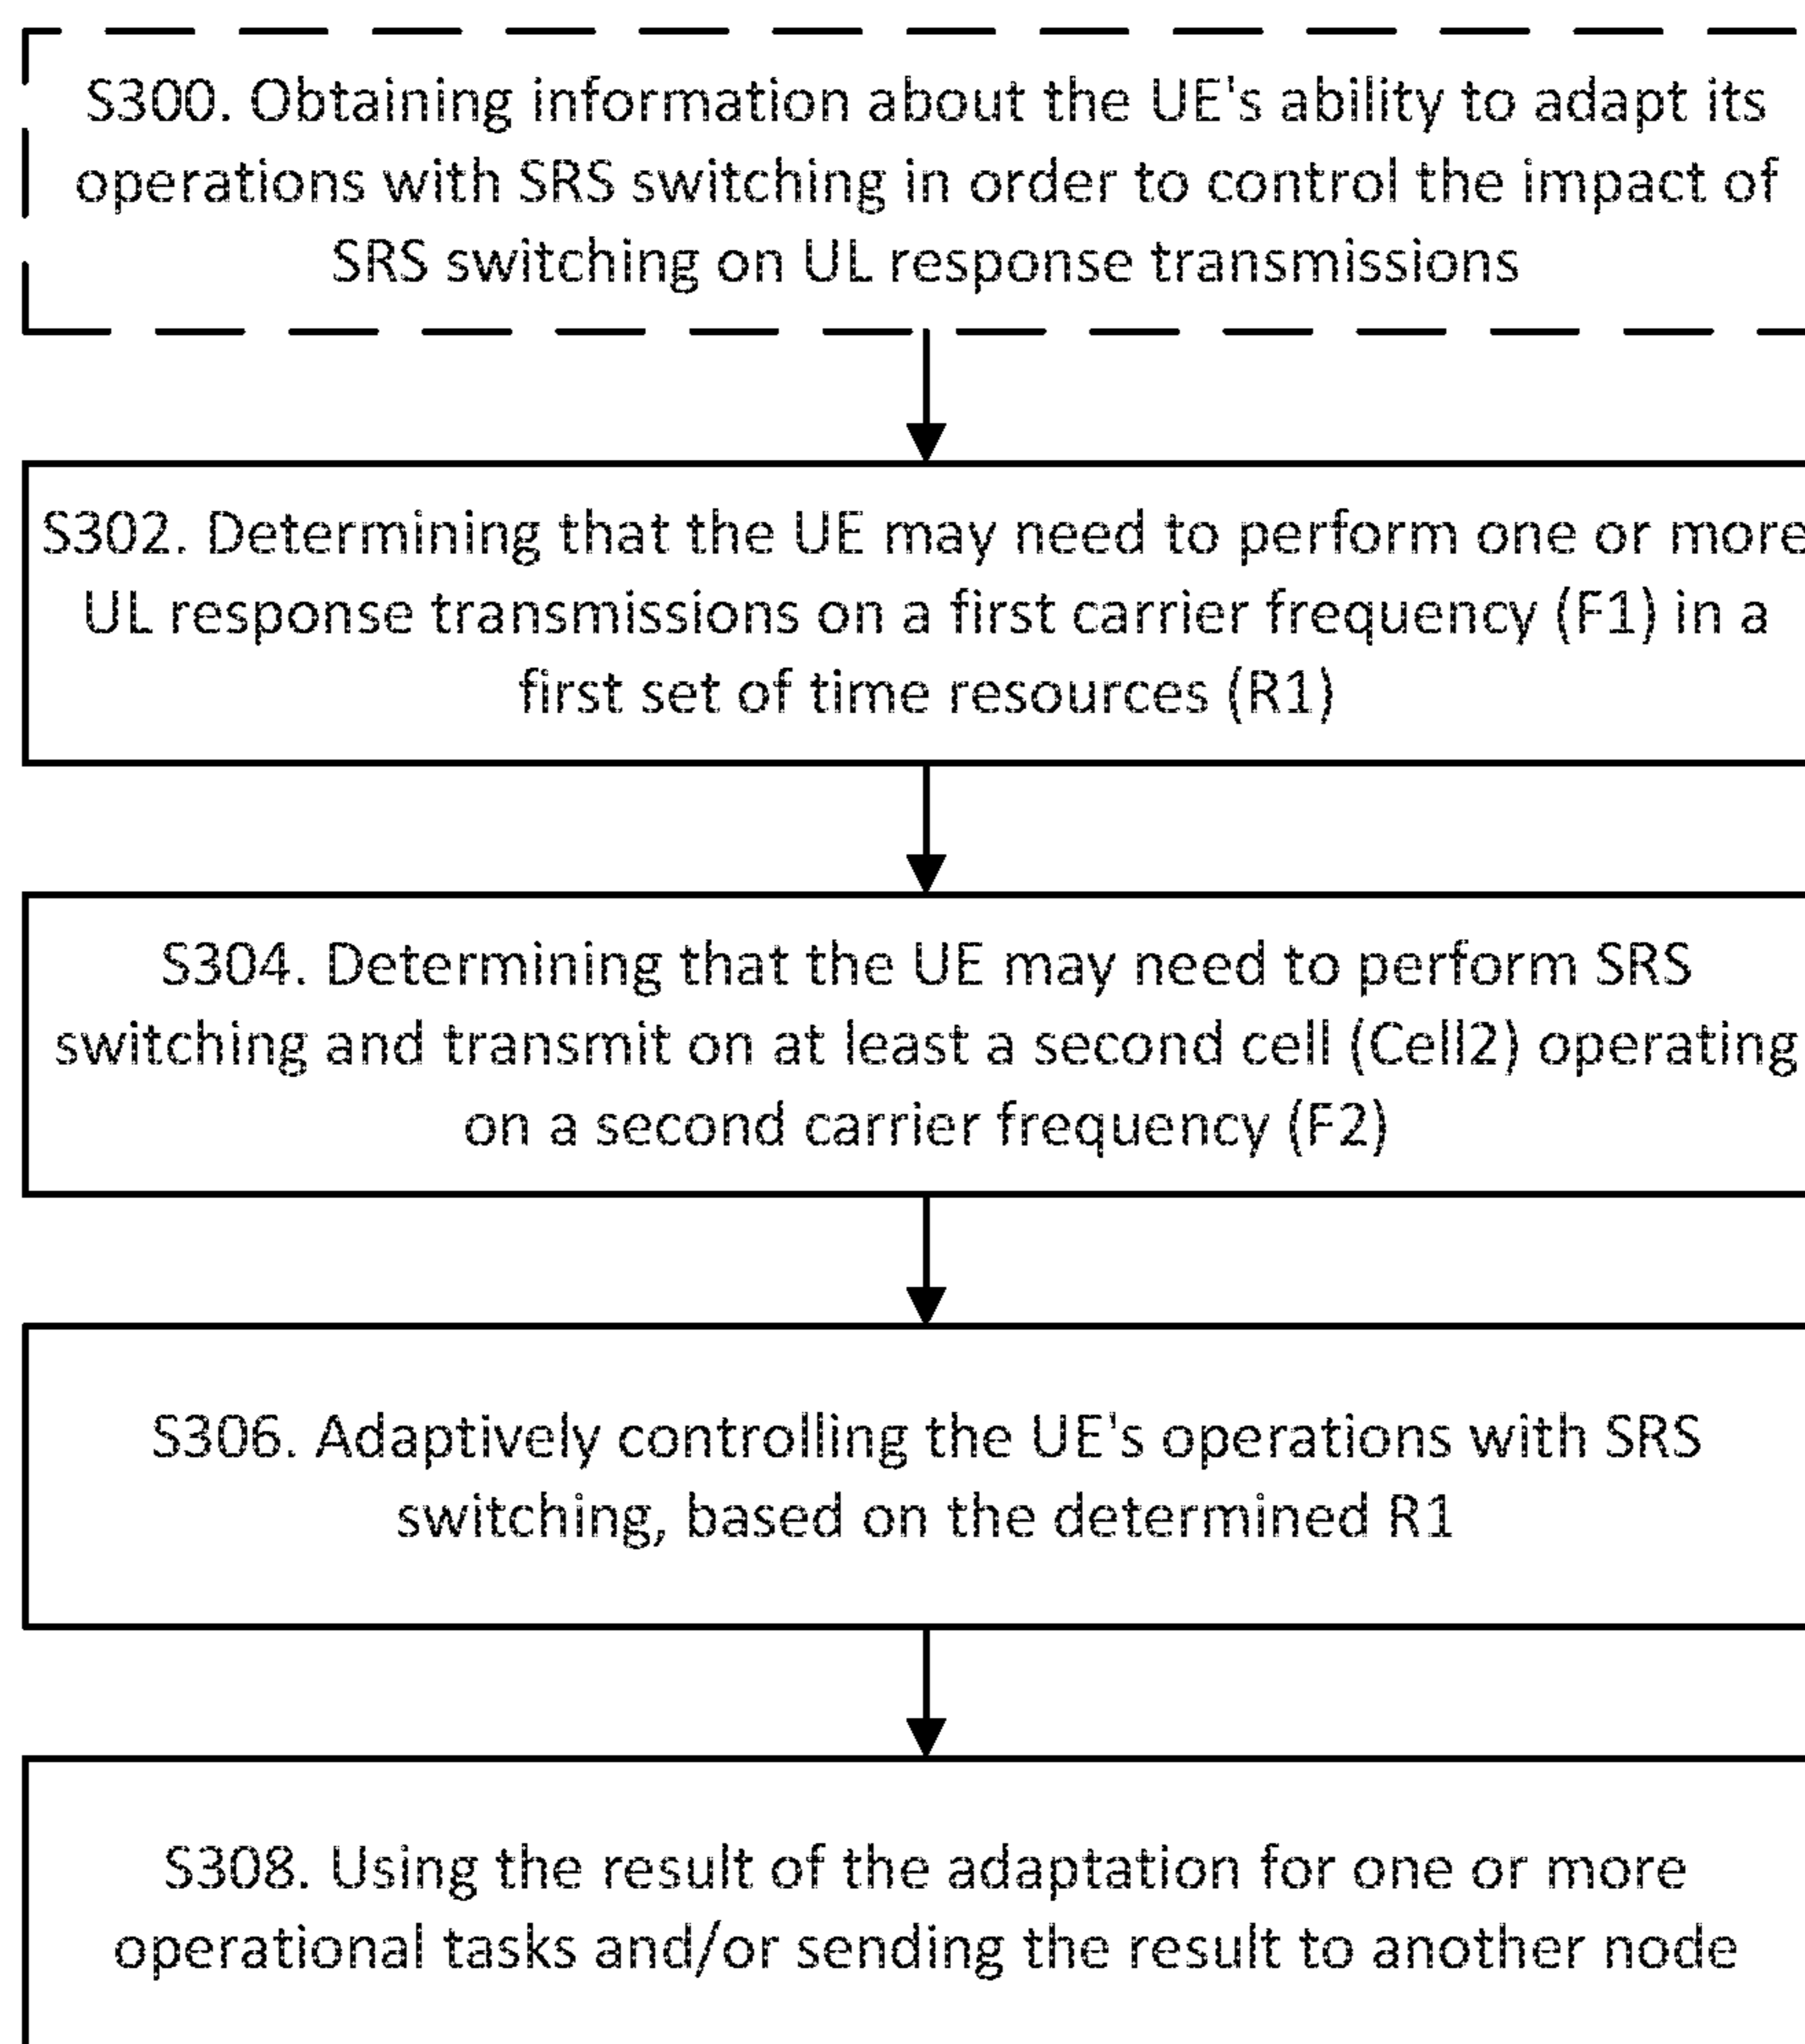 S300. Obtaining information about the UE's ability to adapt its
operations with SRS switching in order to control the impact of
SRS switching on UL response transmissions
S302. Determining that the UE may need to perform one or more
UL response transmissions on a first carrier frequency (F1) in a
first set of time resources (R1)
S304. Determining that the UE may need to perform SRS
switching and transmit on at least a second cell (Cell2) operating
on a second carrier frequency (F2)
S306. Adaptively controlling the UE's operations with SRS
switching, based on the determined R1
S308. Using the result of the adaptation for one or more
operational tasks and/or sending the result to another node